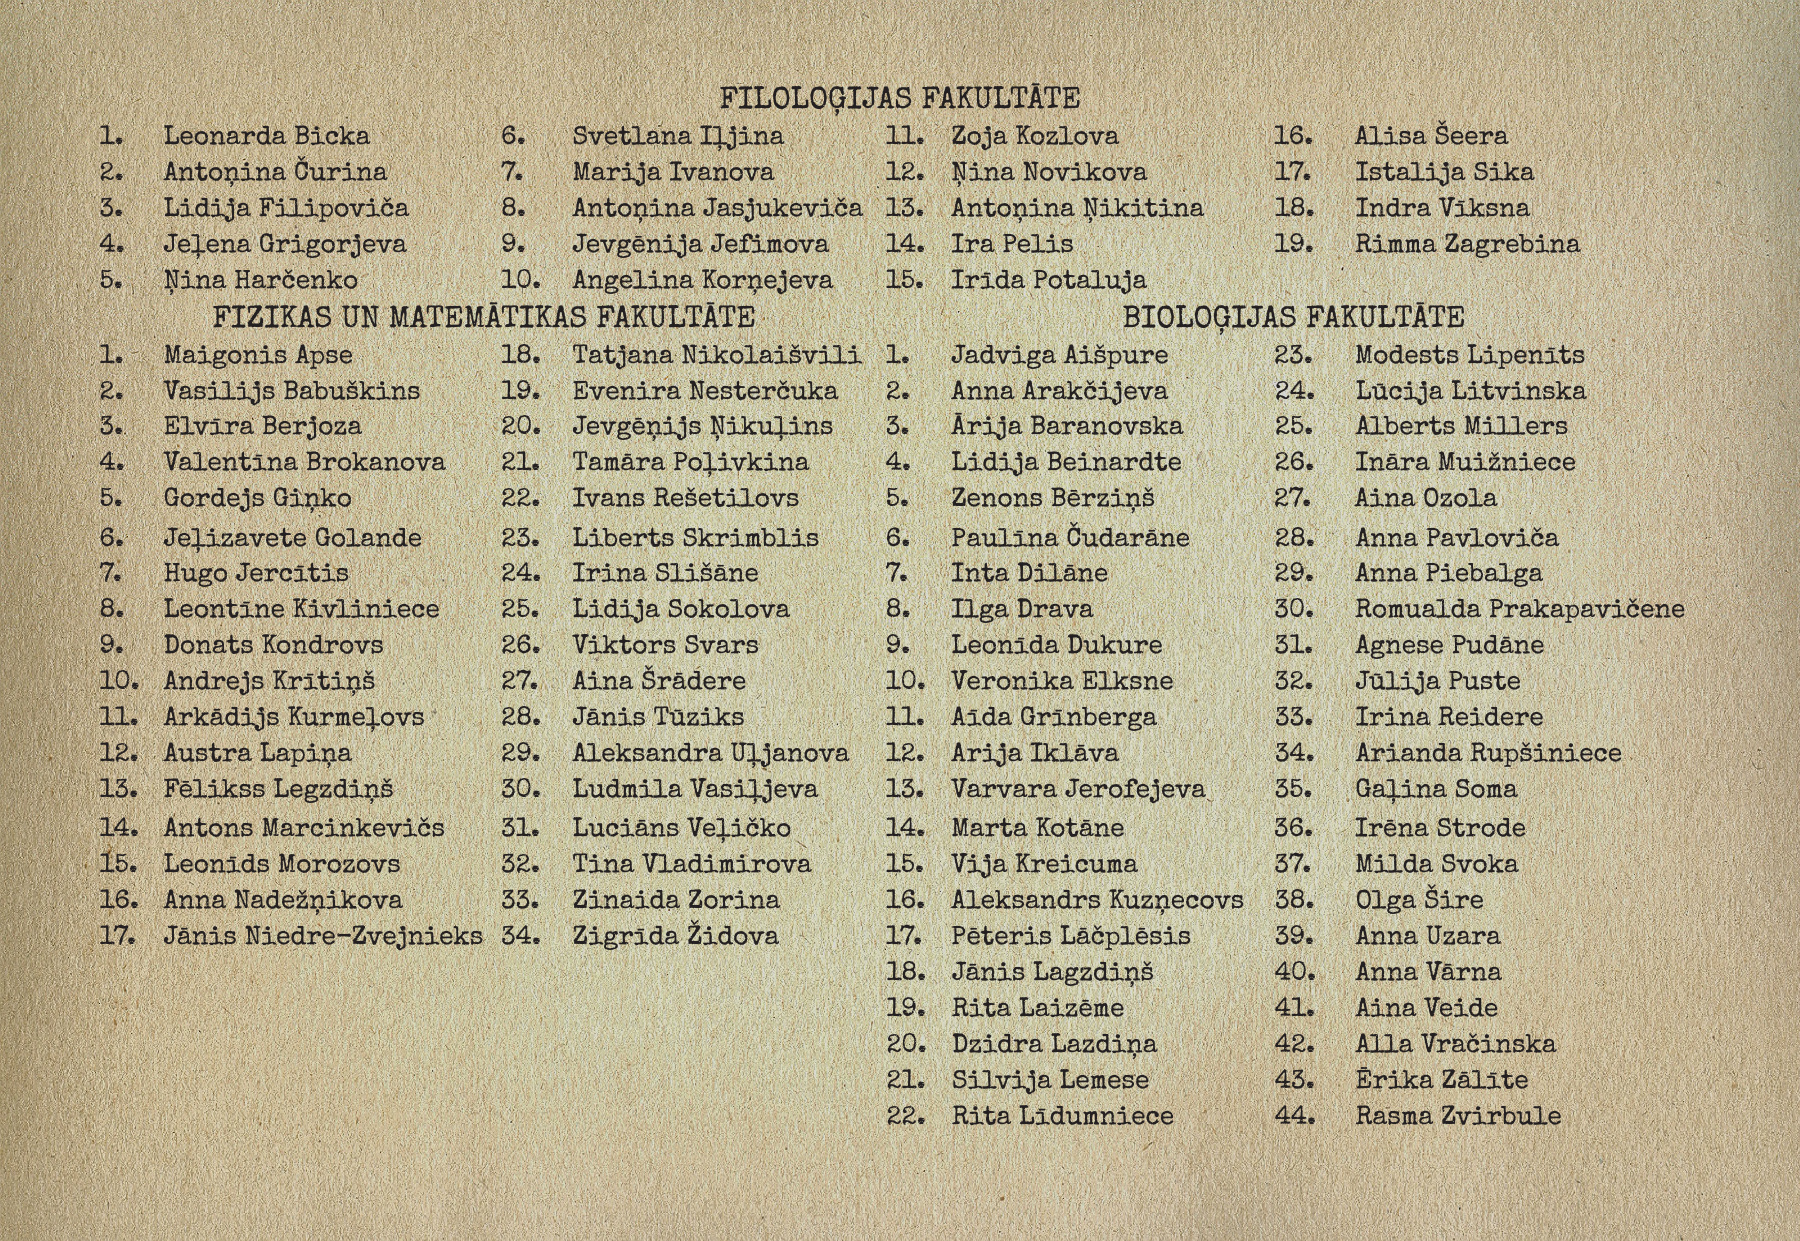 FILOLOĢIJAS FAKULTĀTE
1. Leonarda Bicka 6. Svetlana Iļjina 11. Zoja Kozlova 16. Alisa Šeera
2. Antoņina Čurina 7. Marija Ivanova 12. Ņina Novikova 17. Istalija Sika
3. Lidija Filipoviča 8. Antoņina Jasjukeviča 13. Antoņina Ņikitina 18. Indra Vīksna
4. Jeļena Grigorjeva 9. Jevgēnija Jefimova 14. Ira Pelis 19. Rimma Zagrebina
5. Ņina Harčenko 10. Angelina Korņejeva 15. Irīda Potaluja
FIZIKAS UN MATEMĀTIKAS FAKULTĀTE
1. Maigonis Apse 18. Tatjana Nikolaišvili
2. Vasilijs Babuškins 19. Evenira Nesterčuka
3. Elvīra Berjoza 20. Jevgēņijs Ņikuļins
4. Valentīna Brokanova 21. Tamāra Poļivkina
5. Gordejs Giņko 22. Ivans Rešetilovs
6. Jeļizavete Golande 23. Liberts Skrimblis
7. Hugo Jercītis 24. Irina Slišāne
8. Leontīne Kivliniece 25. Lidija Sokolova
9. Donats Kondrovs 26. Viktors Svars
10. Andrejs Krītiņš 27. Aina Šrādere
11. Arkādijs Kurmeļovs 28. Jānis Tūziks
12. Austra Lapiņa 29. Aleksandra Uļjanova
13. Fēlikss Legzdiņš 30. Ludmila Vasiļjeva
14. Antons Marcinkevičs 31. Luciāns Veļičko
15. Leonīds Morozovs 32. Tina Vladimirova
16. Anna Nadežņikova 33. Zinaida Zorina
17. Jānis Niedre-Zvejnieks 34. Zigrīda Židova
BIOLOĢIJAS FAKULTĀTE
1. Jadviga Aišpure 23. Modests Lipenīts
2. Anna Arakčijeva 24. Lūcija Litvinska
3. Ārija Baranovska 25. Alberts Millers
4. Lidija Beinardte 26. Ināra Muižniece
5. Zenons Bērziņš 27. Aina Ozola
6. Paulīna Čudarāne 28. Anna Pavloviča
7. Inta Dilāne 29. Anna Piebalga
8. Ilga Drava 30. Romualda Prakapavičene
9. Leonīda Dukure 31. Agnese Pudāne
10. Veronika Elksne 32. Jūlija Puste
11. Aīda Grīnberga 33. Irina Reidere
12. Arija Iklāva 34. Arianda Rupšiniece
13. Varvara Jerofejeva 35. Gaļina Soma
14. Marta Kotāne 36. Irēna Strode
15. Vija Kreicuma 37. Milda Svoka
16. Aleksandrs Kuzņecovs 38. Olga Šire
17. Pēteris Lāčplēsis 39. Anna Uzara
18. Jānis Lagzdiņš 40. Anna Vārna
19. Rita Laizēme 41. Aina Veide
20. Dzidra Lazdiņa 42. Alla Vračinska
21. Silvija Lemese 43. Ērika Zālīte
22. Rita Līdumniece 44. Rasma Zvirbule